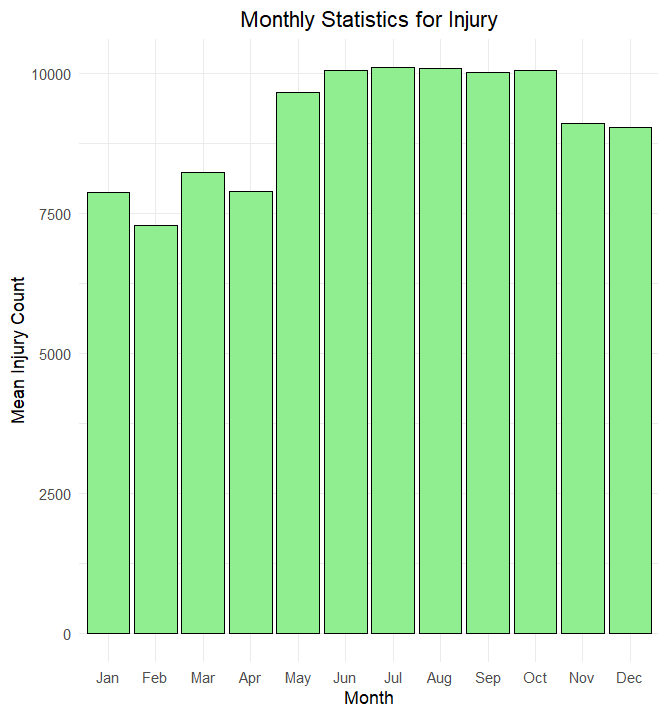 Monthly Statistics for Injury
Mean Injury Count
10000
7500
5000
2500
0
Jan Feb Mar Apr May Jun Jul Aug Sep Oct Nov Dec
Month